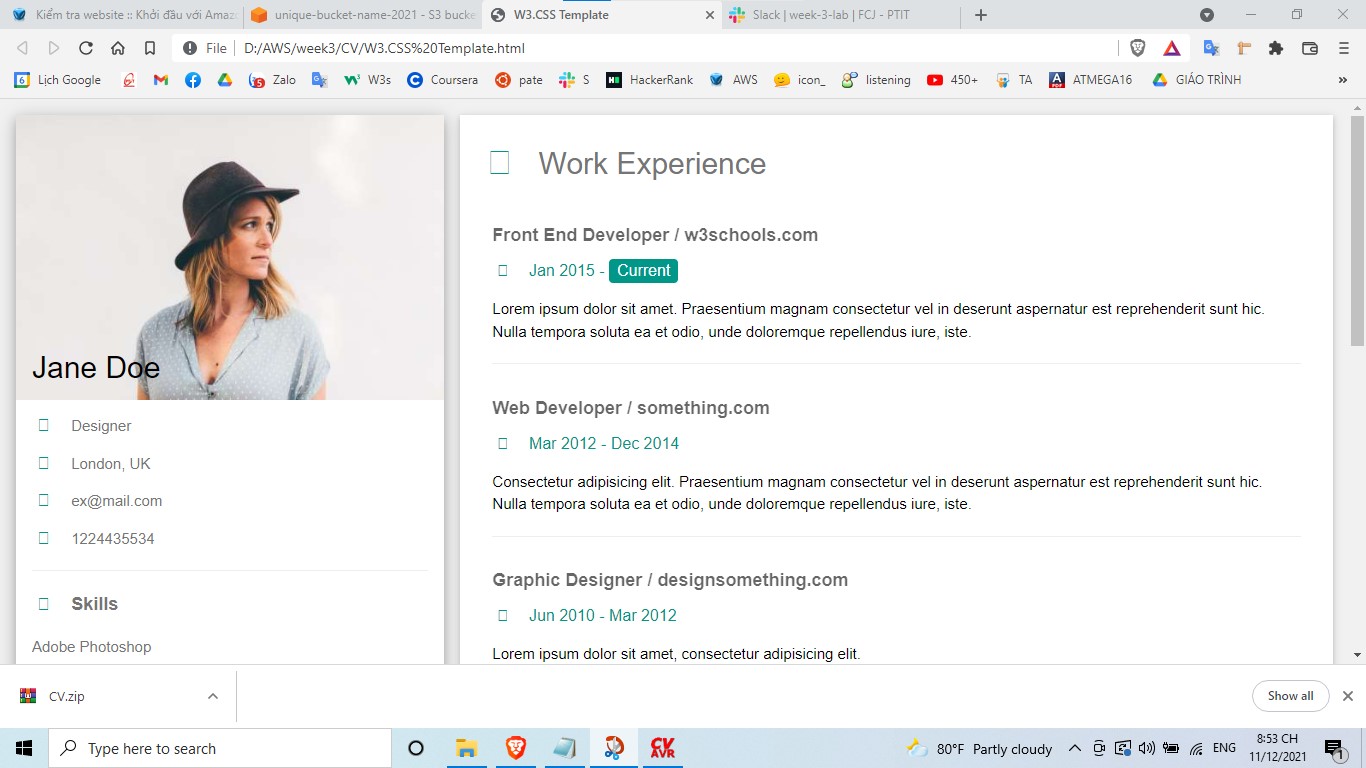 Kiểm tra website :: Khởi đầu với Amaz
unique-bucket-name-2021 - S3 bucke
W3.CSS Template
Slack | week-3-lab | FCJ - PTIT
File
D:/AWS/week3/CV/W3.CSS%20Template.html
6 Lịch Google
5 Zalo
W3s
C Coursera
pate
S
HackerRank
AWS
icon_
listening
450+
TA
ATMEGA16
GIÁO TRÌNH
»
Jane Doe
Designer
London, UK
ex@mail.com
1224435534
Skills
Adobe Photoshop
Work Experience
Front End Developer / w3schools.com
Jan 2015 - Current
Lorem ipsum dolor sit amet. Praesentium magnam consectetur vel in deserunt aspernatur est reprehenderit sunt hic.
Nulla tempora soluta ea et odio, unde doloremque repellendus iure, iste.
Web Developer / something.com
Mar 2012 - Dec 2014
Consectetur adipisicing elit. Praesentium magnam consectetur vel in deserunt aspernatur est reprehenderit sunt hic.
Nulla tempora soluta ea et odio, unde doloremque repellendus iure, iste.
Graphic Designer / designsomething.com
Jun 2010 - Mar 2012
Lorem ipsum dolor sit amet, consectetur adipisicing elit.
CV.zip
Show all
Type here to search
CV
AVR
80°F Partly cloudy
ENG
8:53 CH
11/12/2021
1